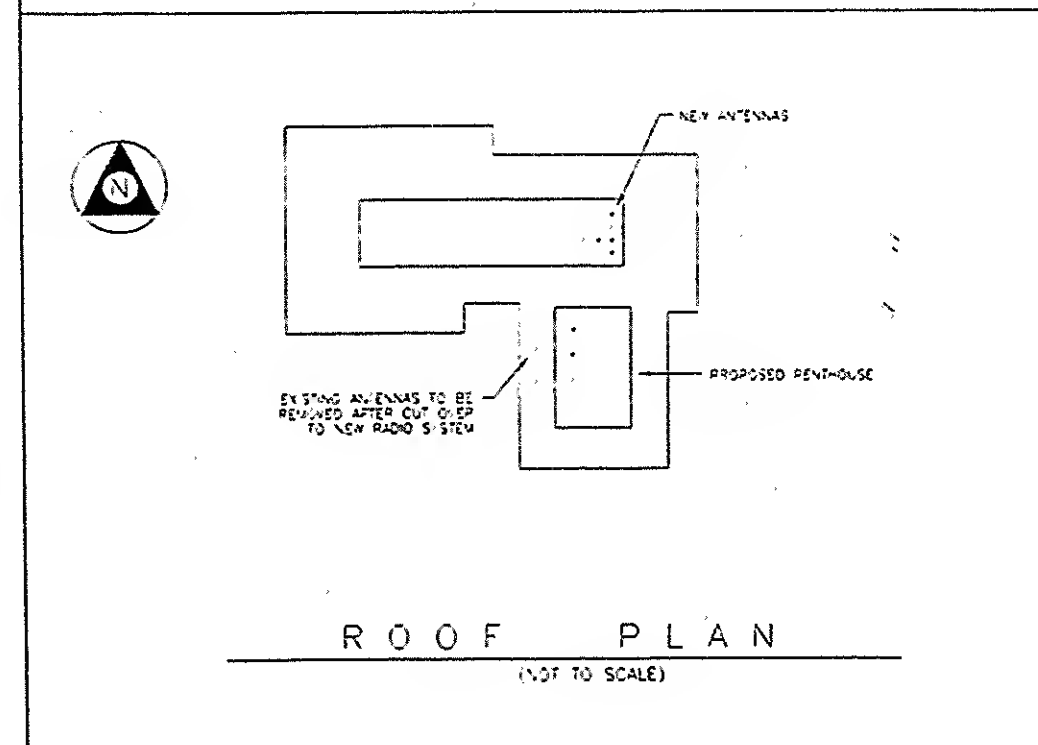 NEW ANTENNAS
N
PROPOSED PENTHOUSE
EXISTING ANTENNAS TO BE
REMOVED AFTER CUT OVER
TO NEW RADIO SYSTEM
ROOF PLAN
(NOT TO SCALE)